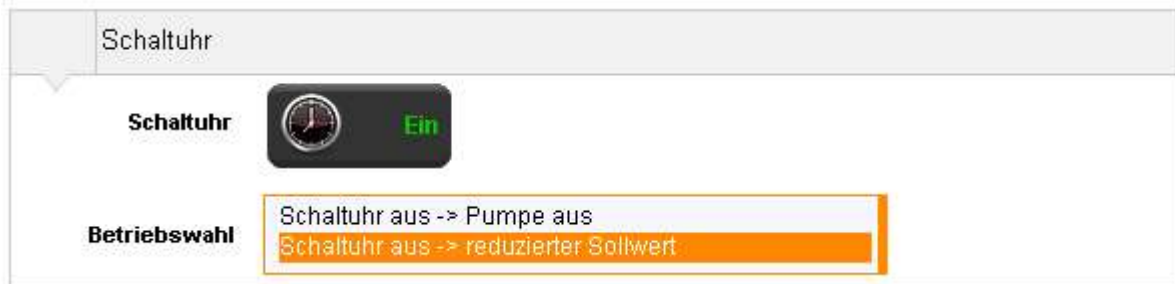 Schaltuhr
Schaltuhr Ein
Betriebswahl
Schaltuhr aus -> Pumpe aus
Schaltuhr aus -> reduzierter Sollwert